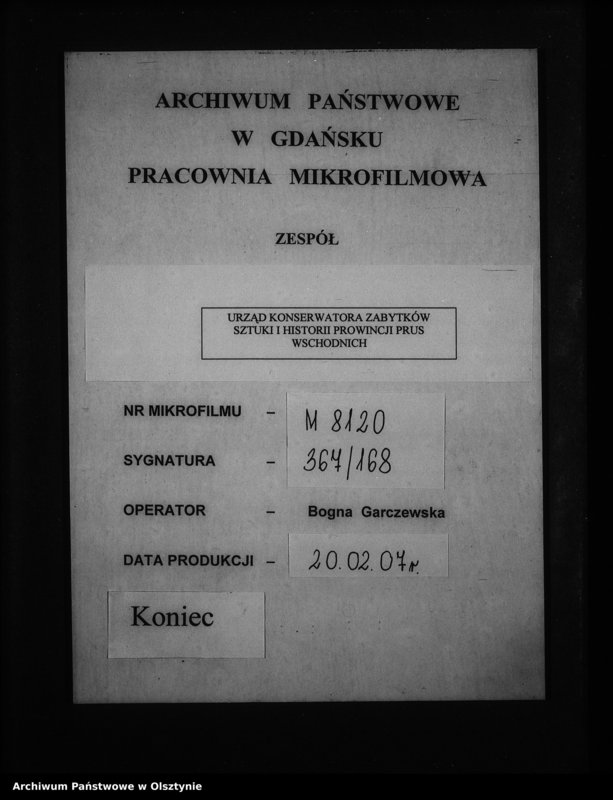 ARCHIWUM PAŃSTWOWE
W GDAŃSKU
PRACOWNIA MIKROFILMOWA
ZESPÓŁ
URZĄD KONSERWATORA ZABYTKÓW
SZTUKI I HISTORII PROWINCJI PRUS
WSCHODNICH
NR MIKROFILMU – M 8120
SYGNATURA – 367/168
OPERATOR – Bogna Garczewska
DATA PRODUKCJI – 20.02.07r.
Koniec
Archiwum Państwowe w Olsztynie